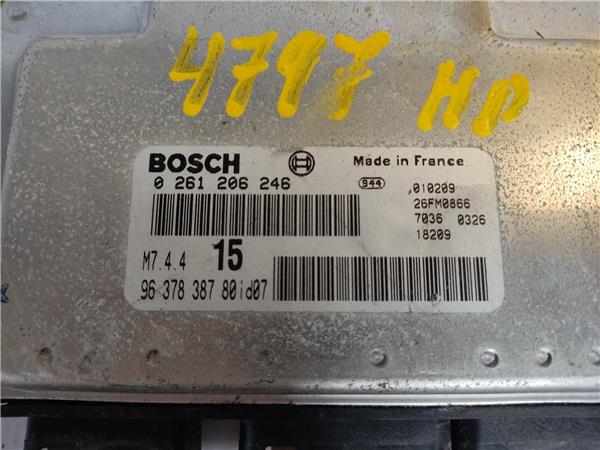 4797 HP
BOSCH Made in France
0 261 206 246 944 ,010209
26FM0866
7036 0326
18209
M7.4.4 15
96 378 387 80id07